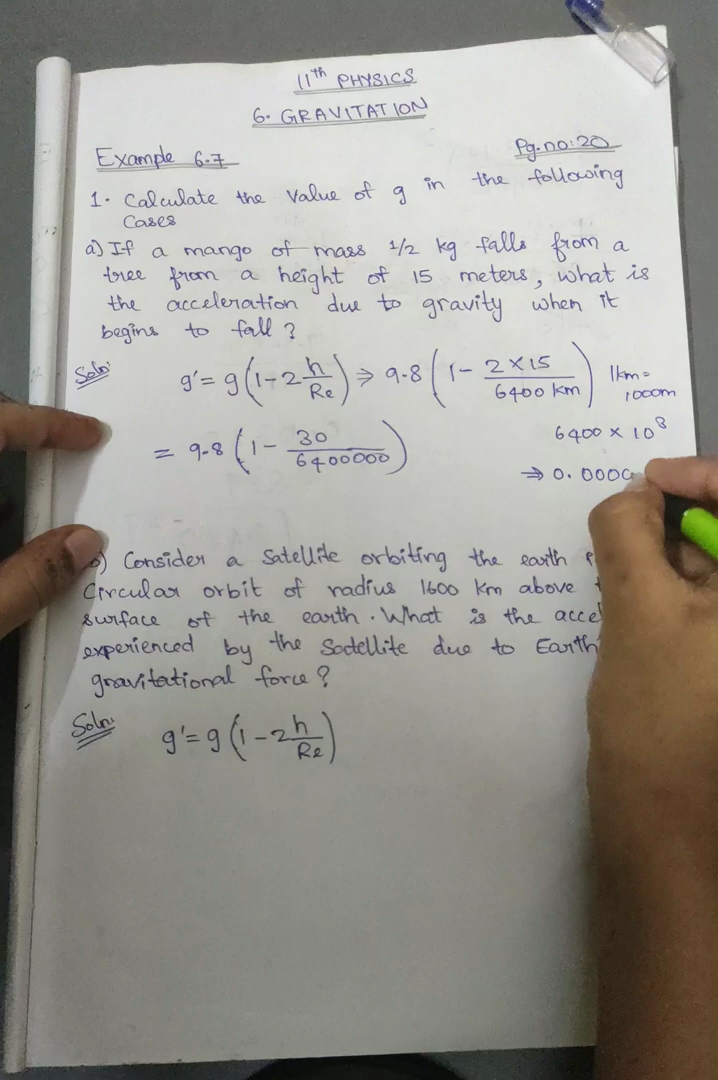 11th PHYSICS
6. GRAVITATION
Example 6.7 Pg.no: 20
1. Calculate the Value of g in the following
Cases
a) If a mango of mass 1/2 kg falls from a
tree from a height of 15 meters, what is
the acceleration due to gravity when it
begins to fall?
Soln:
g' = g (1 - 2 h/Re) ⇒ 9.8 (1 - 2 × 15 / 6400 km) 1km = 1000m
= 9.8 (1 - 30/6400000) 6400 × 10³
⇒ 0.000
b) Consider a Satellite orbiting the earth
Circular orbit of radius 1600 km above
surface of the earth. What is the
experienced by the Satellite due to Earth
gravitational force?
Soln:
g' = g (1 - 2 h/Re)